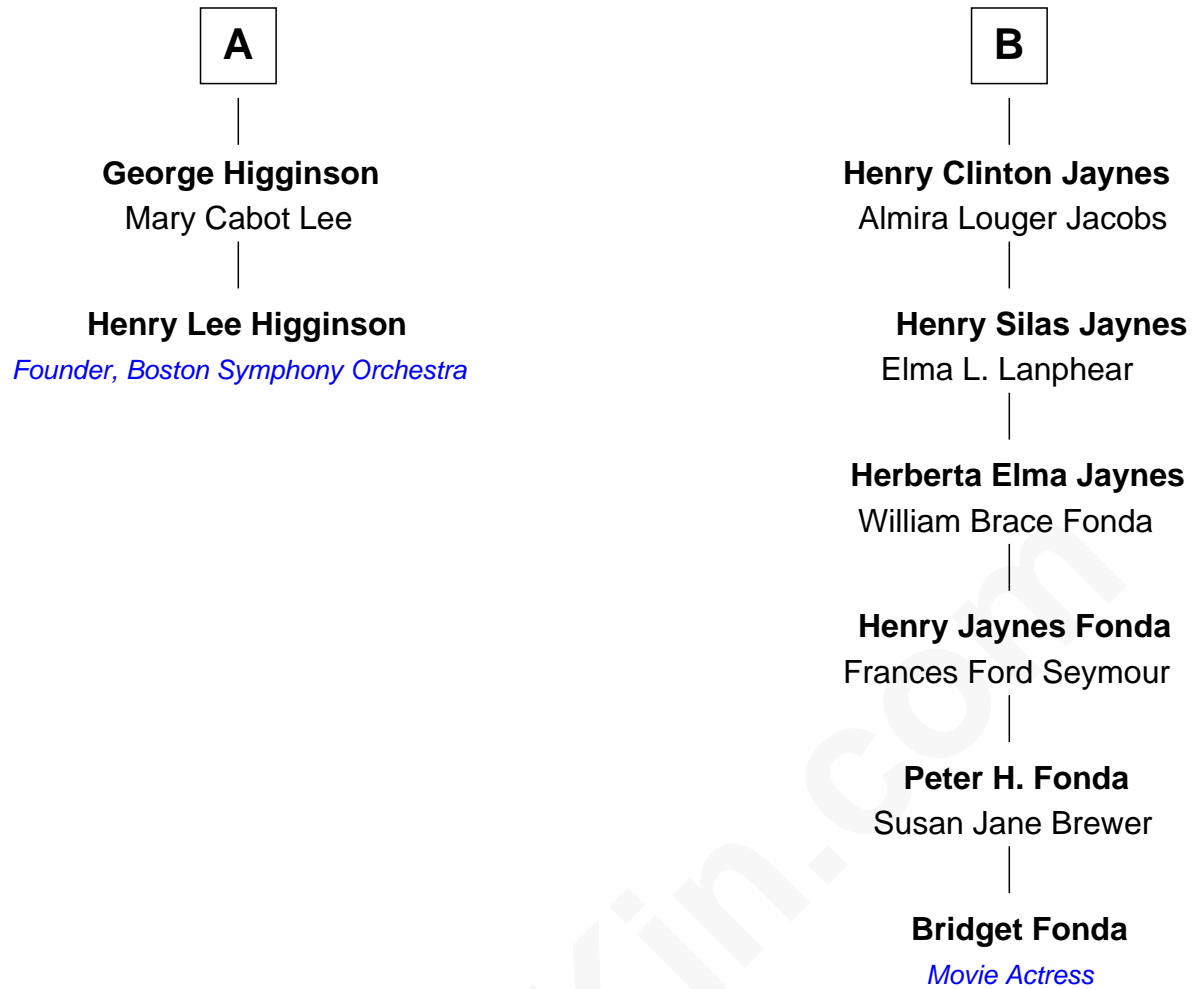 A
George Higginson
Mary Cabot Lee
Henry Lee Higginson
Founder, Boston Symphony Orchestra
B
Henry Clinton Jaynes
Almira Louger Jacobs
Henry Silas Jaynes
Elma L. Lanphear
Herberta Elma Jaynes
William Brace Fonda
Henry Jaynes Fonda
Frances Ford Seymour
Peter H. Fonda
Susan Jane Brewer
Bridget Fonda
Movie Actress